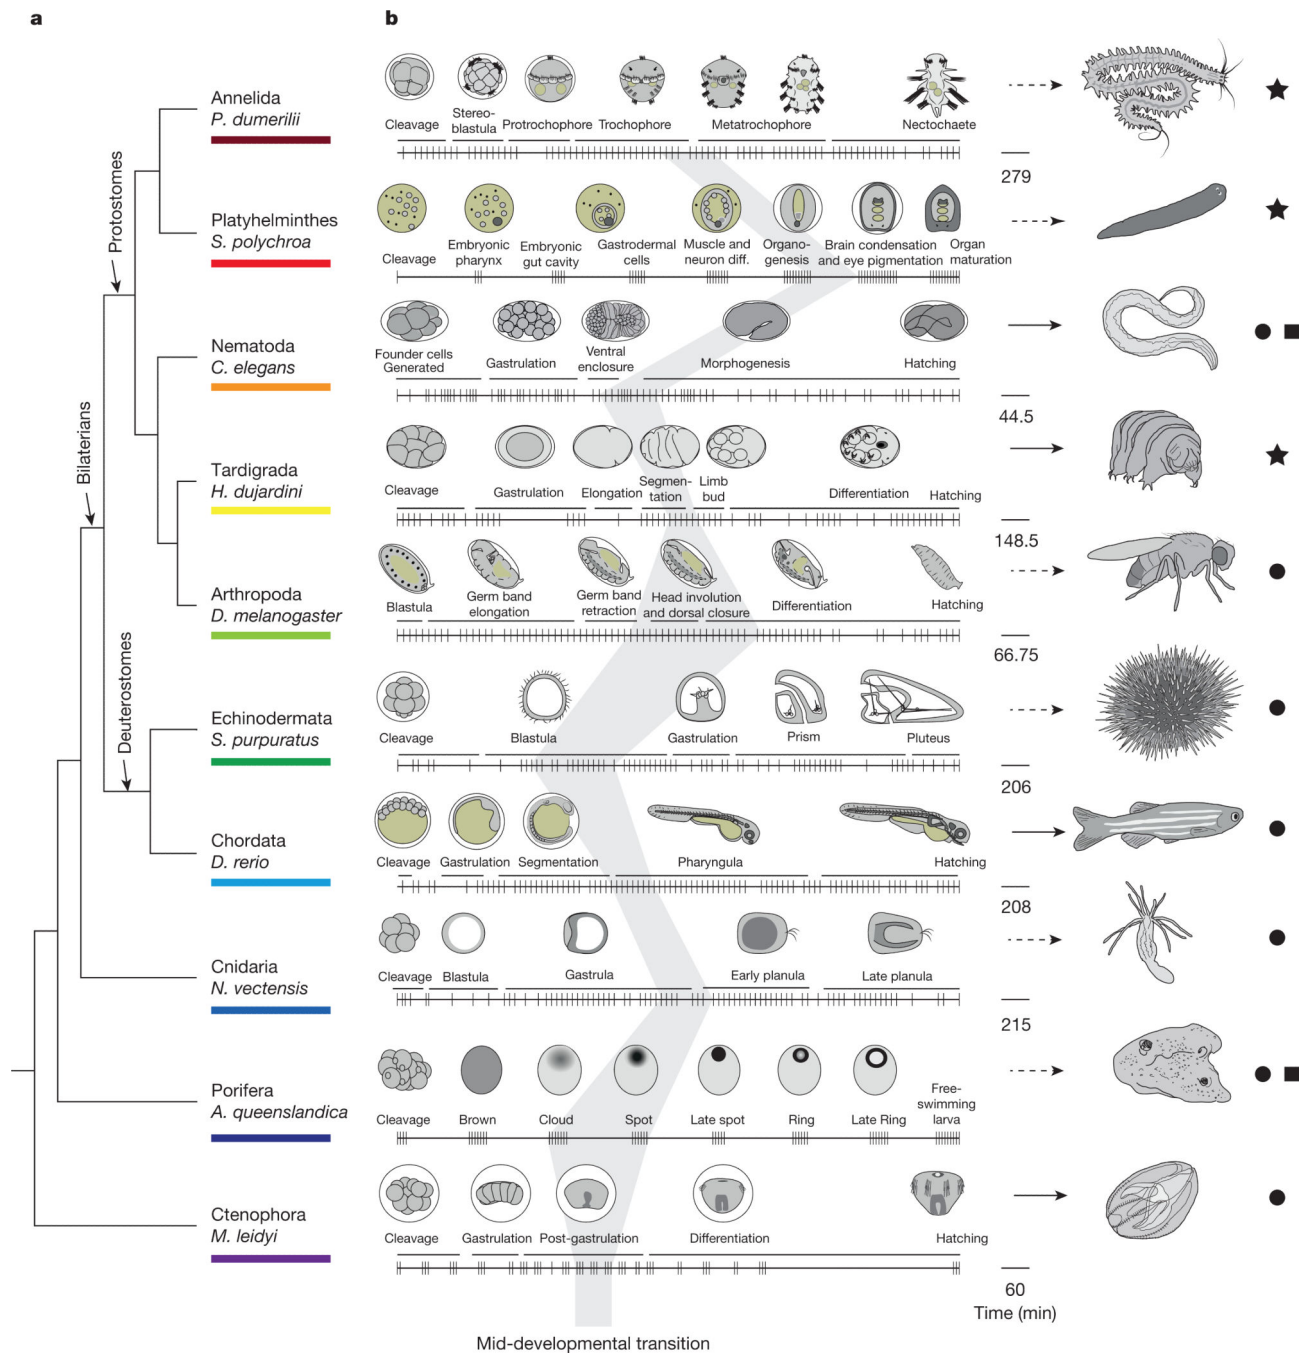 a
b
Protostomes
Bilaterians
Deuterostomes
Annelida
P. dumerilii
Cleavage
Stereo-
blastula
Protrochophore
Trochophore
Metatrochophore
Nectochaete
279
Platyhelminthes
S. polychroa
Cleavage
Embryonic
pharynx
Embryonic
gut cavity
Gastrodermal
cells
Muscle and
neuron diff.
Organo-
genesis
Brain condensation
and eye pigmentation
Organ
maturation
Nematoda
C. elegans
Founder cells
Generated
Gastrulation
Ventral
enclosure
Morphogenesis
Hatching
44.5
Tardigrada
H. dujardini
Cleavage
Gastrulation
Elongation
Segmen-
tation
Limb
bud
Differentiation
Hatching
148.5
Arthropoda
D. melanogaster
Blastula
Germ band
elongation
Germ band
retraction
Head involution
and dorsal closure
Differentiation
Hatching
66.75
Echinodermata
S. purpuratus
Cleavage
Blastula
Gastrulation
Prism
Pluteus
206
Chordata
D. rerio
Cleavage
Gastrulation
Segmentation
Pharyngula
Hatching
208
Cnidaria
N. vectensis
Cleavage
Blastula
Gastrula
Early planula
Late planula
215
Porifera
A. queenslandica
Cleavage
Brown
Cloud
Spot
Late spot
Ring
Late Ring
Free-
swimming
larva
Ctenophora
M. leidyi
Cleavage
Gastrulation
Post-gastrulation
Differentiation
Hatching
60
Time (min)
Mid-developmental transition